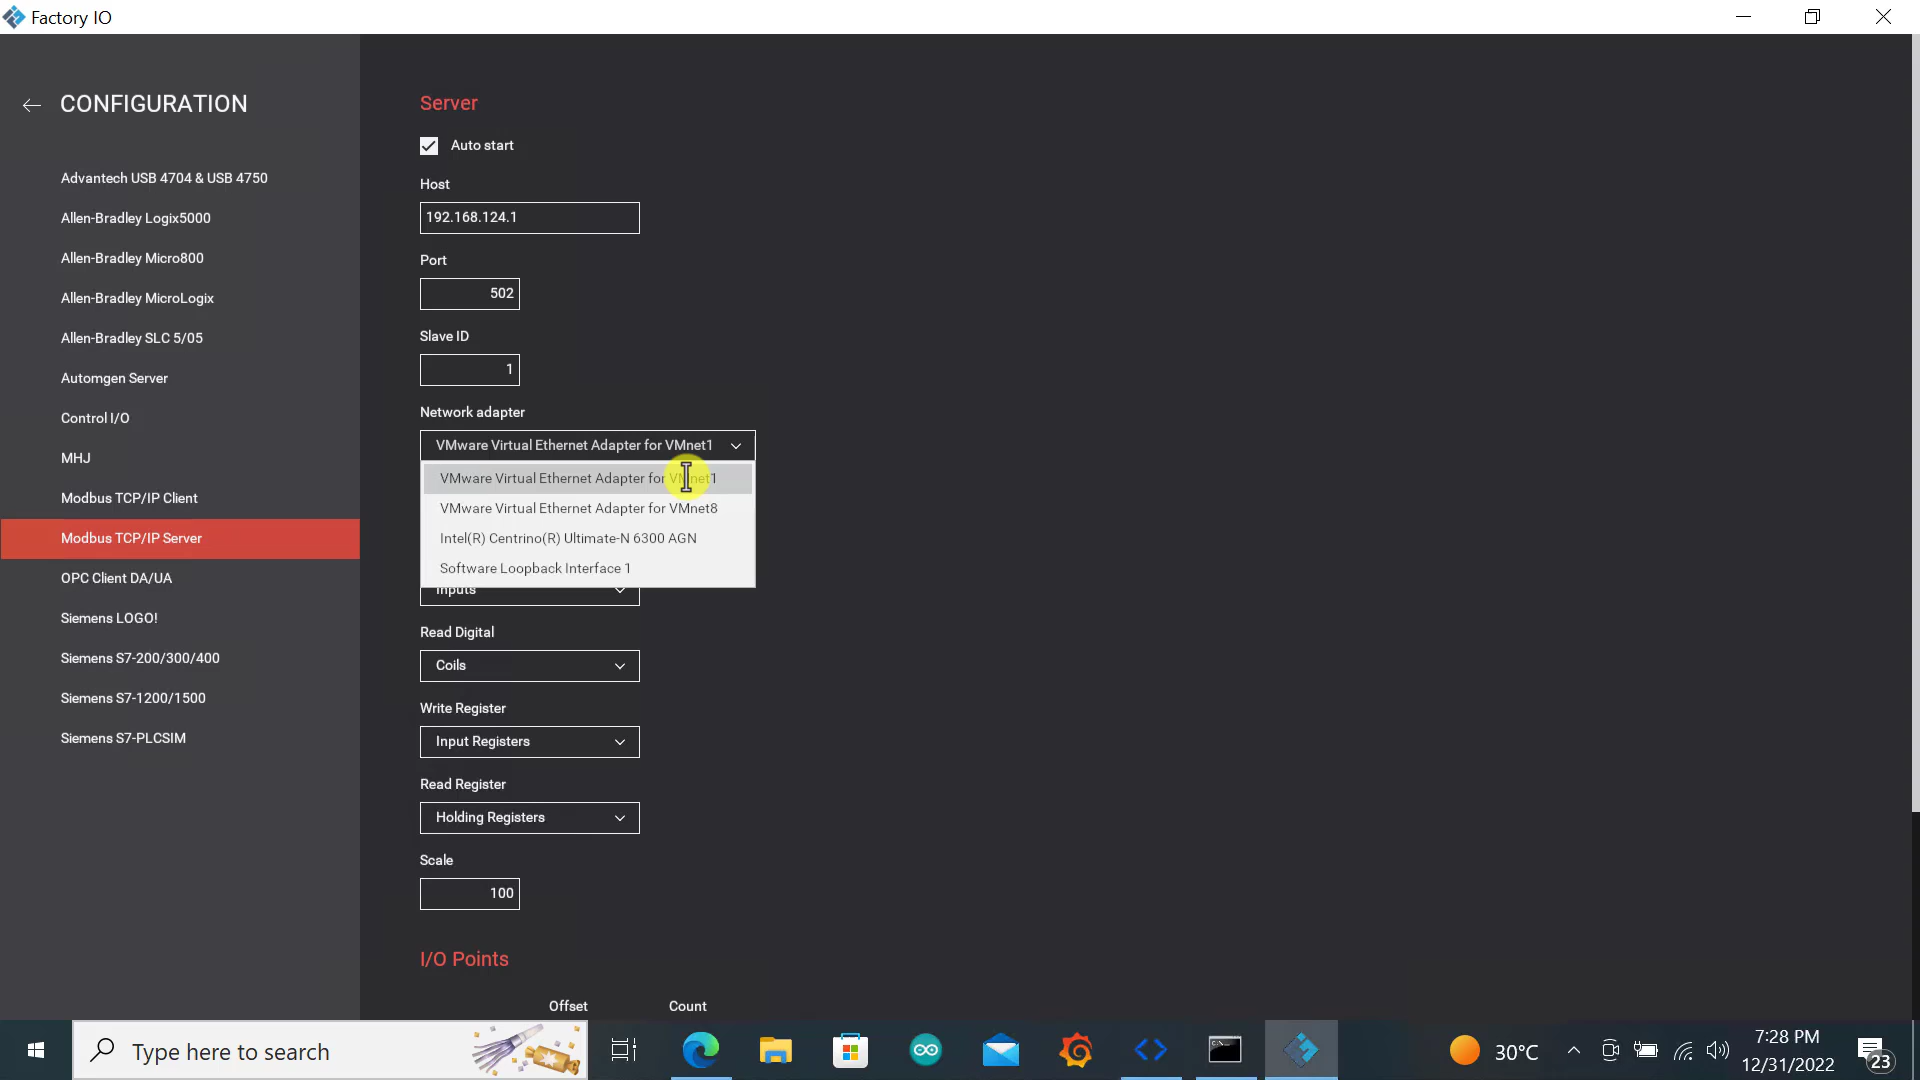 Factory IO
CONFIGURATION
Advantech USB 4704 & USB 4750
Allen-Bradley Logix5000
Allen-Bradley Micro800
Allen-Bradley MicroLogix
Allen-Bradley SLC 5/05
Automgen Server
Control I/O
MHJ
Modbus TCP/IP Client
Modbus TCP/IP Server
OPC Client DA/UA
Siemens LOGO!
Siemens S7-200/300/400
Siemens S7-1200/1500
Siemens S7-PLCSIM
Server
Auto start
Host
192.168.124.1
Port
502
Slave ID
1
Network adapter
VMware Virtual Ethernet Adapter for VMnet1
VMware Virtual Ethernet Adapter for VMnet1
VMware Virtual Ethernet Adapter for VMnet8
Intel(R) Centrino(R) Ultimate-N 6300 AGN
Software Loopback Interface 1
Inputs
Read Digital
Coils
Write Register
Input Registers
Read Register
Holding Registers
Scale
100
I/O Points
Offset Count
Type here to search
30°C
7:28 PM
12/31/2022
23